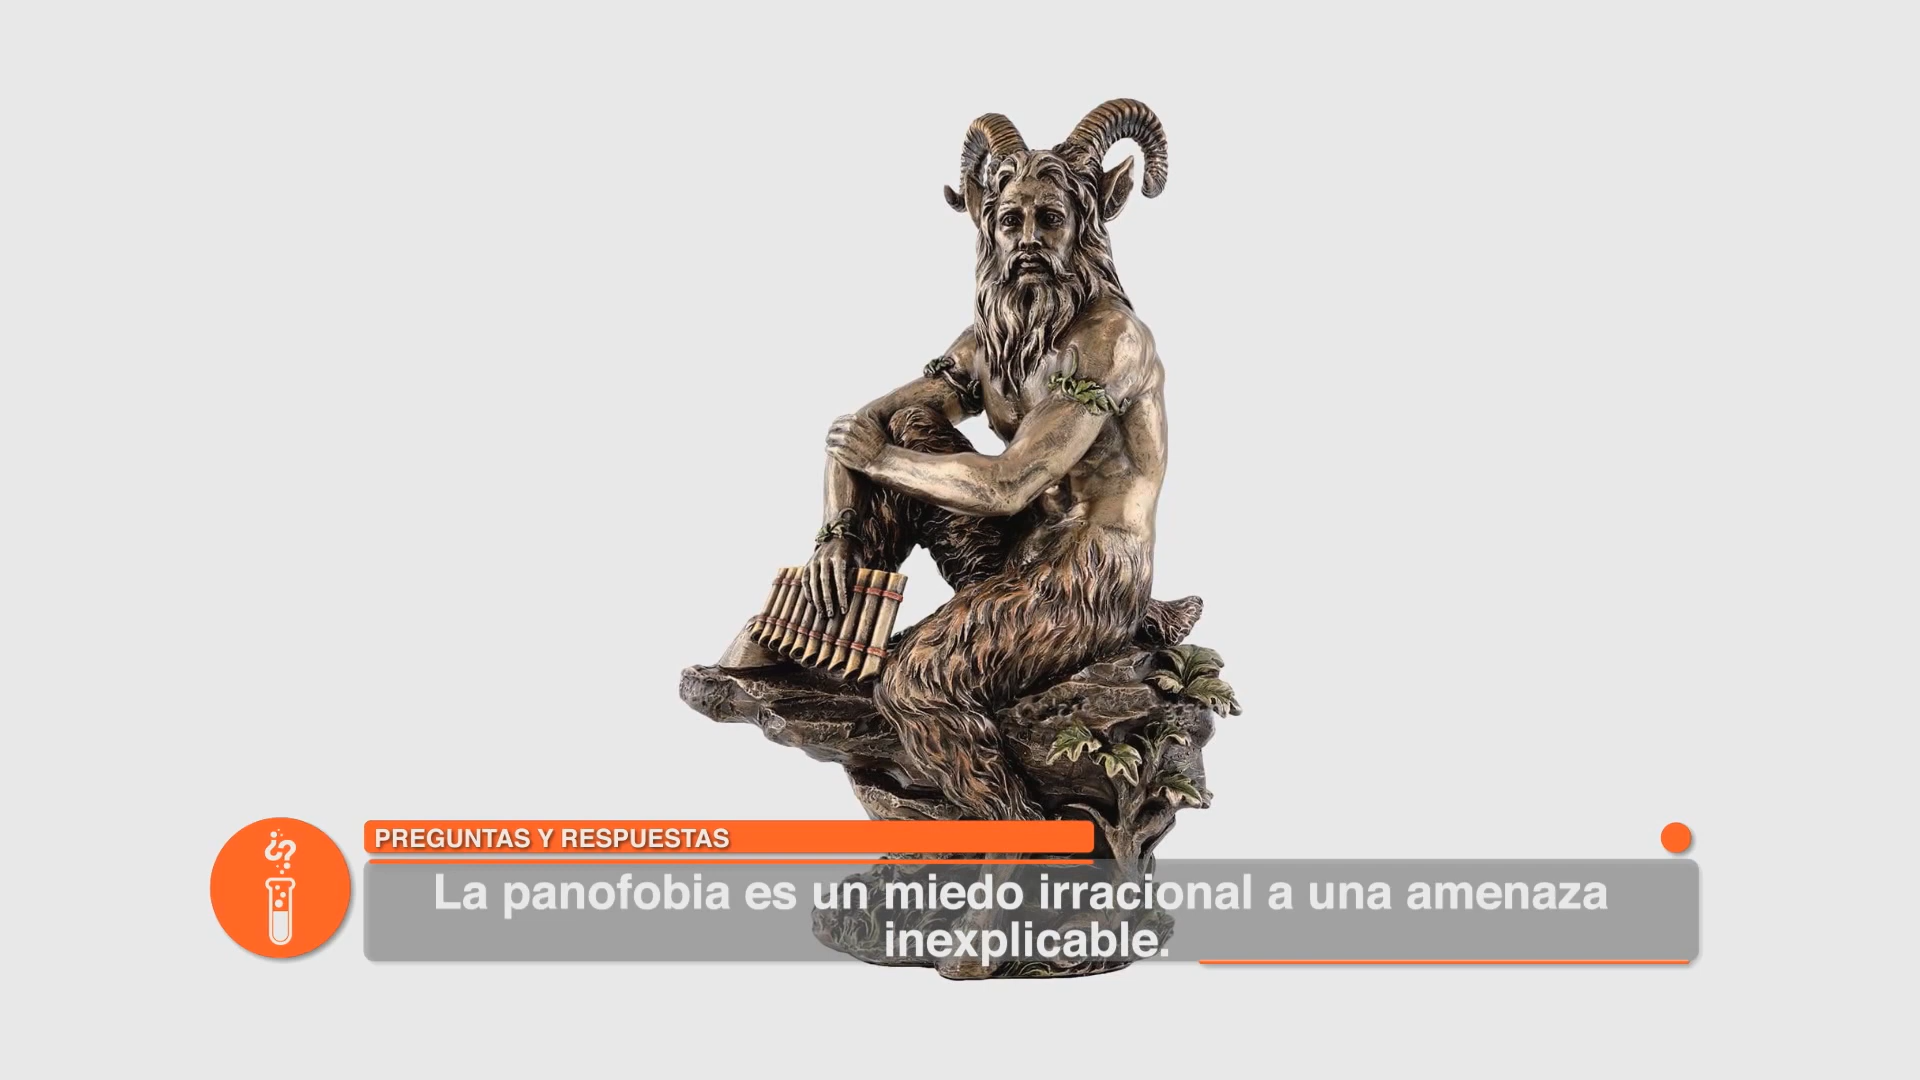 PREGUNTAS Y RESPUESTAS
La panofobia es un miedo irracional a una amenaza
inexplicable.